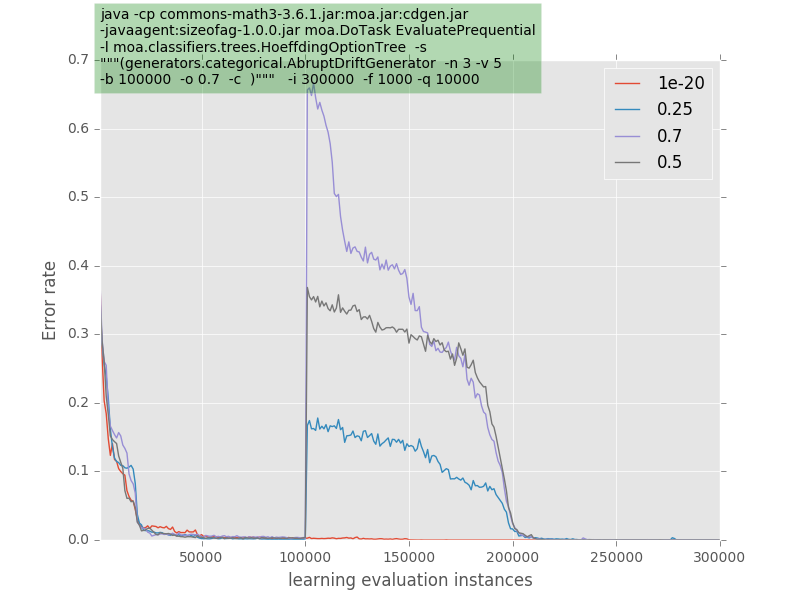 java -cp commons-math3-3.6.1.jar:moa.jar:cdgen.jar
-javaagent:sizeofag-1.0.0.jar moa.DoTask EvaluatePrequential
-l moa.classifiers.trees.HoeffdingOptionTree -s
"""(generators.categorical.AbruptDriftGenerator -n 3 -v 5
-b 100000 -o 0.7 -c )""" -i 300000 -f 1000 -q 10000
0.7
0.6
0.5
0.4
0.3
0.2
0.1
0.0
Error rate
1e-20
0.25
0.7
0.5
50000 100000 150000 200000 250000 300000
learning evaluation instances